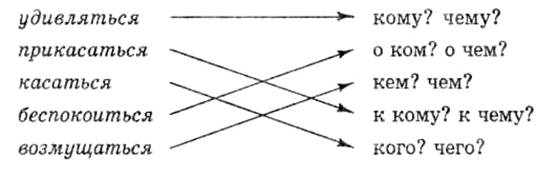 удивляться кому? чему?
прикасаться о ком? о чем?
касаться кем? чем?
беспокоиться к кому? к чему?
возмущаться кого? чего?